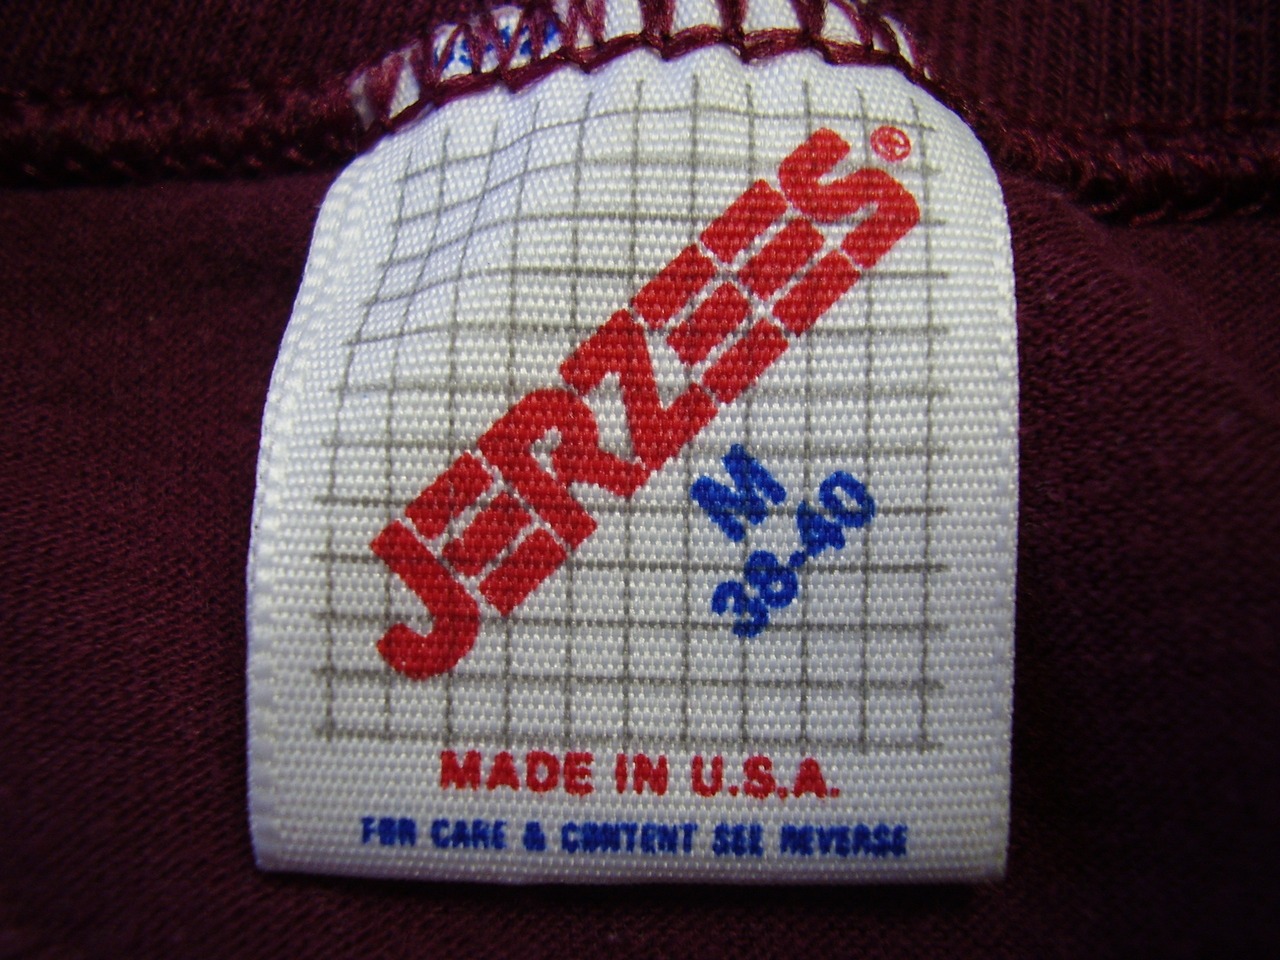 JERZEES®
M
38-40
MADE IN U.S.A.
FOR CARE & CONTENT SEE REVERSE